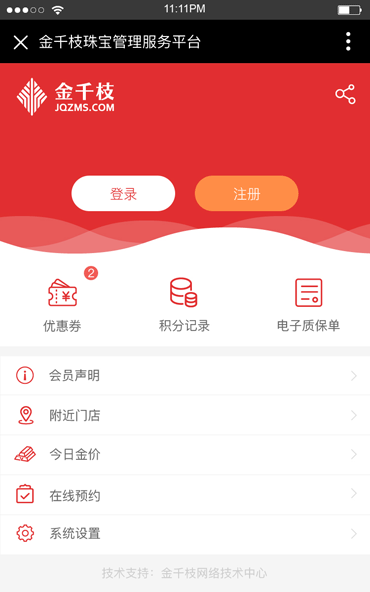 11:11PM
金千枝珠宝管理服务平台
金千枝
JQZMS.COM
登录
注册
2
优惠券
积分记录
电子质保单
会员声明
附近门店
今日金价
在线预约
系统设置
技术支持：金千枝网络技术中心